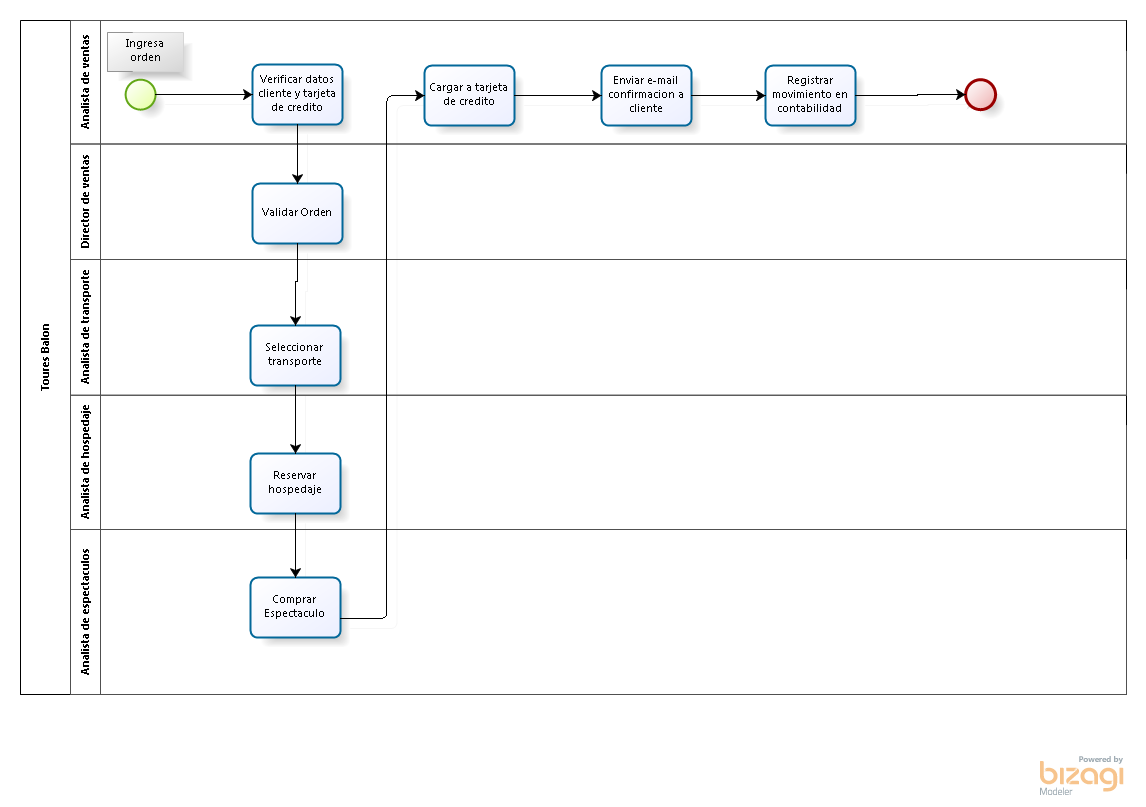 Toures Balon
Analista de ventas
Ingresa
orden
Verificar datos
cliente y tarjeta
de credito
Cargar a tarjeta
de credito
Enviar e-mail
confirmacion a
cliente
Registrar
movimiento en
contabilidad
Director de ventas
Validar Orden
Analista de transporte
Seleccionar
transporte
Analista de hospedaje
Reservar
hospedaje
Analista de espectaculos
Comprar
Espectaculo
Powered by
bizagi
Modeler